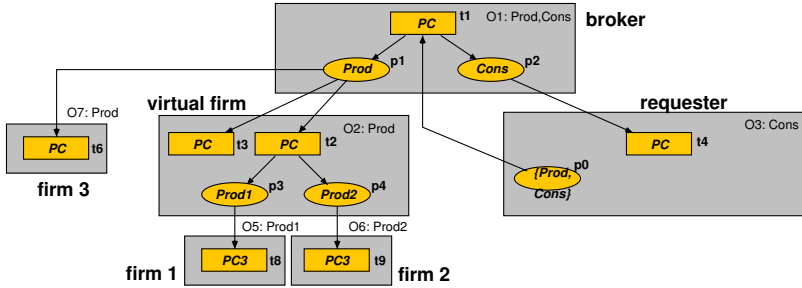 PC
t1
O1: Prod,Cons
broker
Prod
p1
Cons
p2
O7: Prod
virtual firm
requester
PC
t6
firm 3
O2: Prod
PC
t3
PC
t2
O3: Cons
PC
t4
Prod1
p3
Prod2
p4
{Prod,
Cons}
p0
O5: Prod1
O6: Prod2
PC3
t8
PC3
t9
firm 1
firm 2